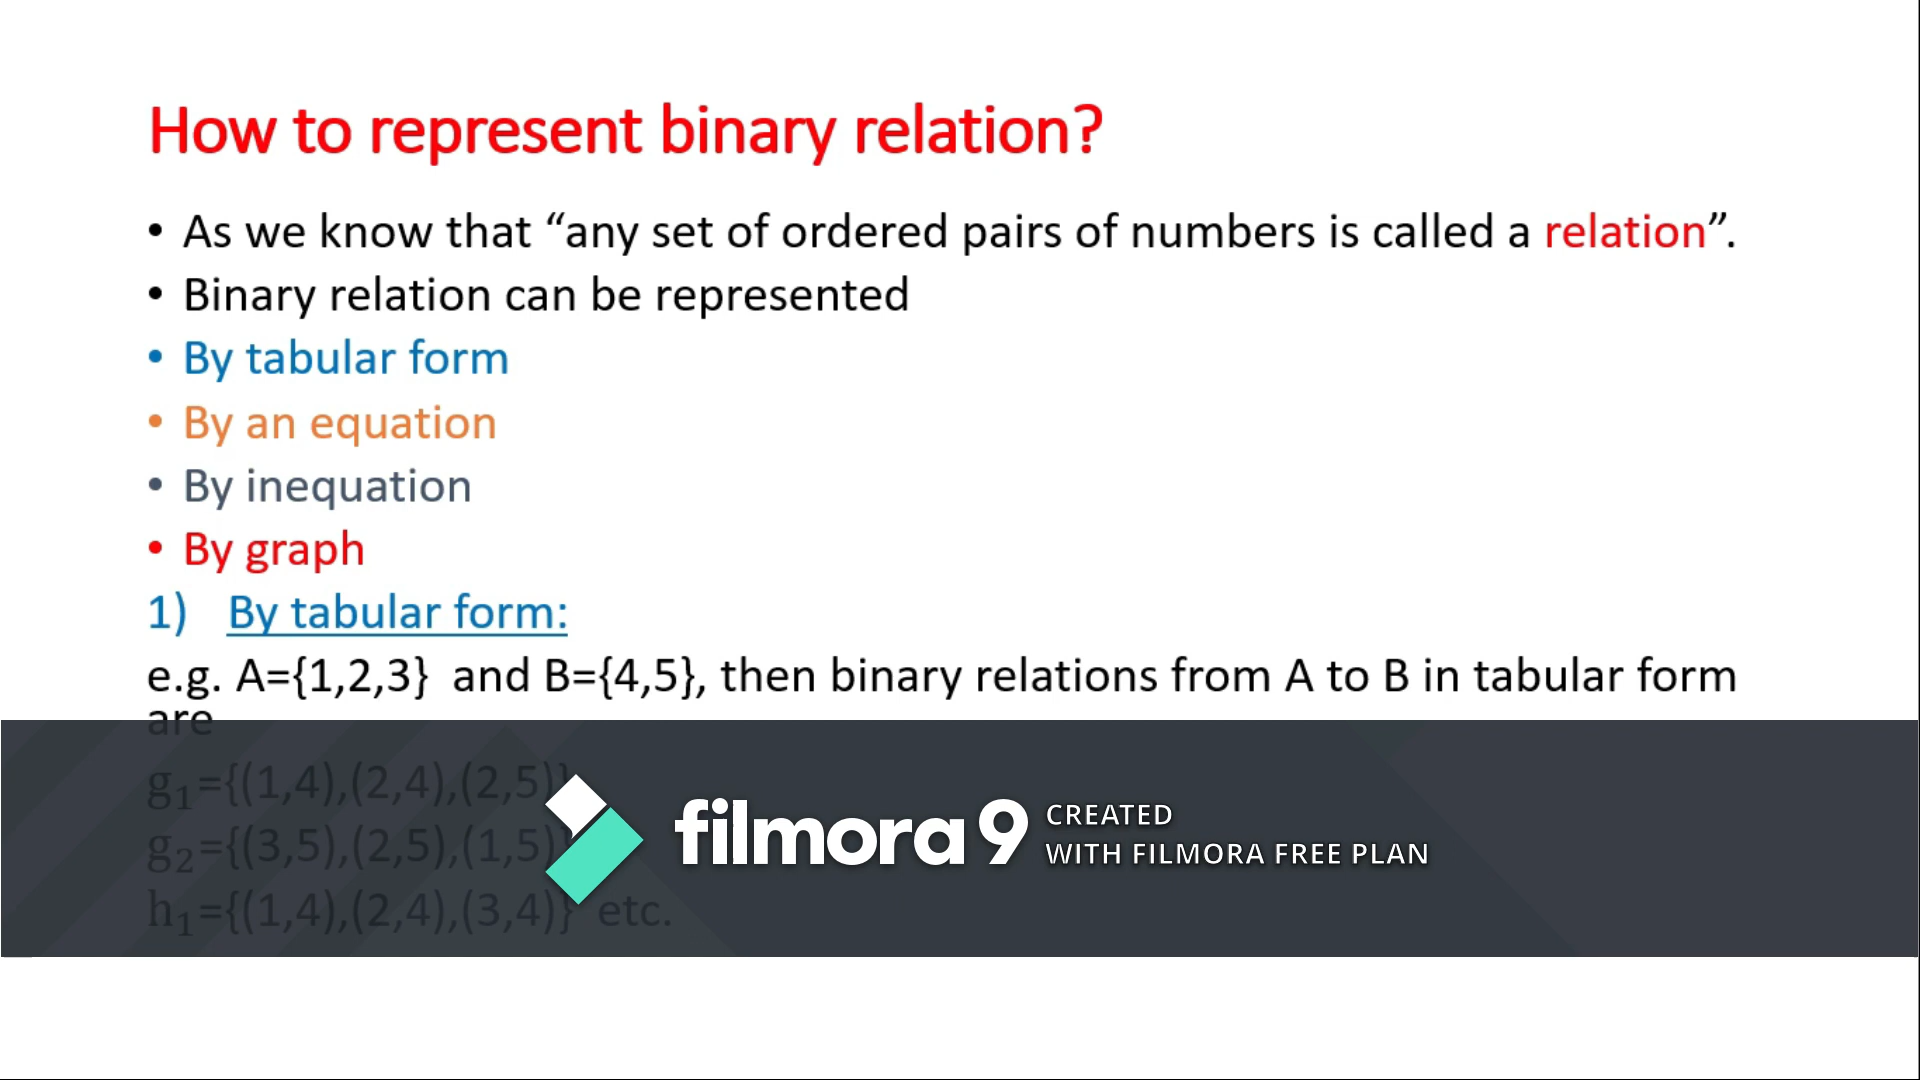 How to represent binary relation?
• As we know that “any set of ordered pairs of numbers is called a relation”.
• Binary relation can be represented
• By tabular form
• By an equation
• By inequation
• By graph
1) By tabular form:
e.g. A={1,2,3} and B={4,5}, then binary relations from A to B in tabular form
are
g₁={(1,4),(2,4),(2,5)}
g₂={(3,5),(2,5),(1,5)}
h₁={(1,4),(2,4),(3,4)} etc.
filmora 9 CREATED
WITH FILMORA FREE PLAN